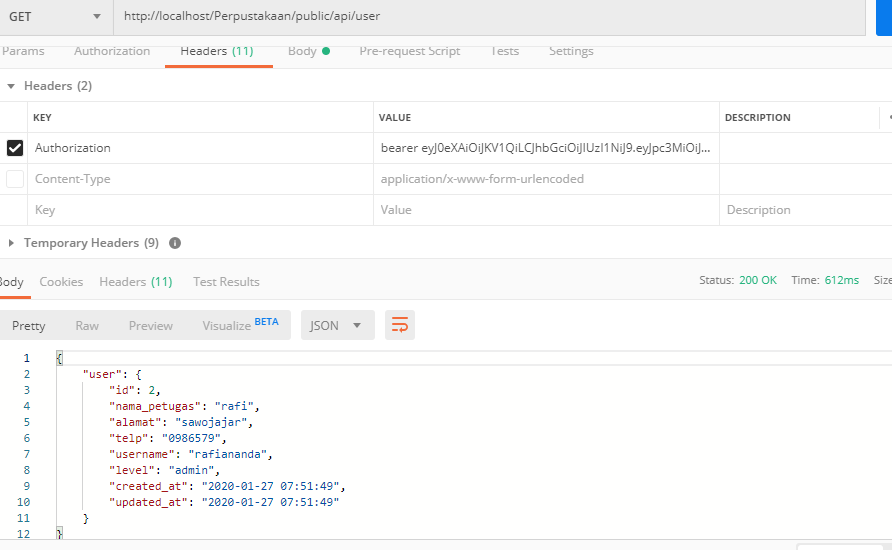 GET http://localhost/Perpustakaan/public/api/user
Params Authorization Headers (11) Body Pre-request Script Tests Settings
Headers (2)
KEY VALUE DESCRIPTION
Authorization bearer eyJ0eXAiOiJKV1QiLCJhbGciOiJIUzI1NiJ9.eyJpc3MiOiJ...
Content-Type application/x-www-form-urlencoded
Key Value Description
Temporary Headers (9)
Body Cookies Headers (11) Test Results Status: 200 OK Time: 612ms Size
Pretty Raw Preview Visualize BETA JSON
1 {
2 "user": {
3 "id": 2,
4 "nama_petugas": "rafi",
5 "alamat": "sawojajar",
6 "telp": "0986579",
7 "username": "rafiananda",
8 "level": "admin",
9 "created_at": "2020-01-27 07:51:49",
10 "updated_at": "2020-01-27 07:51:49"
11 }
12 }